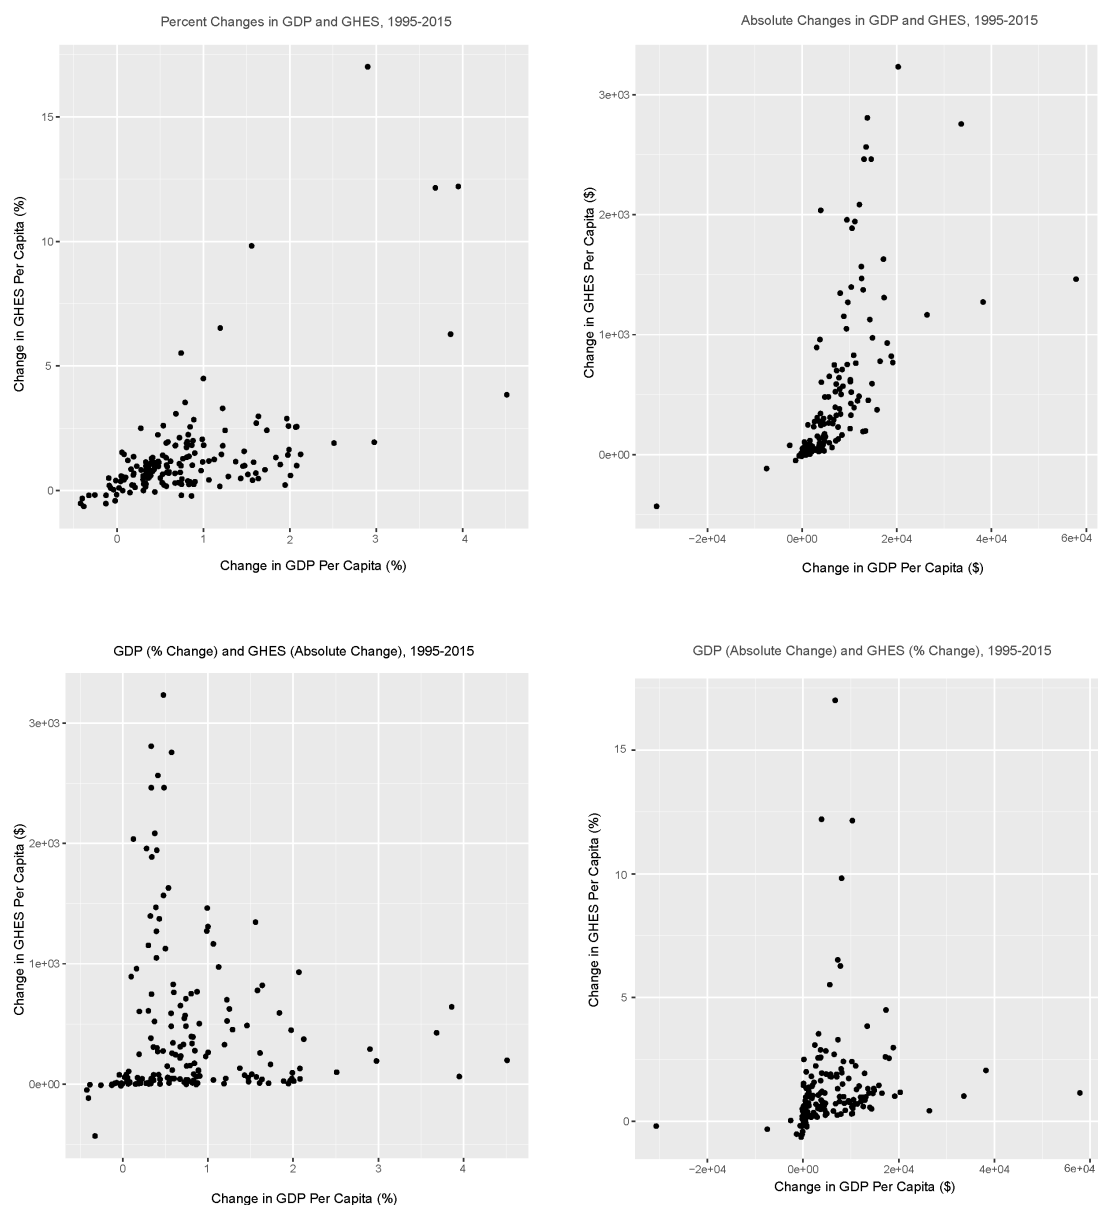 Percent Changes in GDP and GHES, 1995-2015
15
10
5
0
0 1 2 3 4
Change in GHES Per Capita (%)
Change in GDP Per Capita (%)
Absolute Changes in GDP and GHES, 1995-2015
3e+03
2e+03
1e+03
0e+00
−2e+04 0e+00 2e+04 4e+04 6e+04
Change in GHES Per Capita ($)
Change in GDP Per Capita ($)
GDP (% Change) and GHES (Absolute Change), 1995-2015
3e+03
2e+03
1e+03
0e+00
0 1 2 3 4
Change in GHES Per Capita ($)
Change in GDP Per Capita (%)
GDP (Absolute Change) and GHES (% Change), 1995-2015
15
10
5
0
−2e+04 0e+00 2e+04 4e+04 6e+04
Change in GHES Per Capita (%)
Change in GDP Per Capita ($)